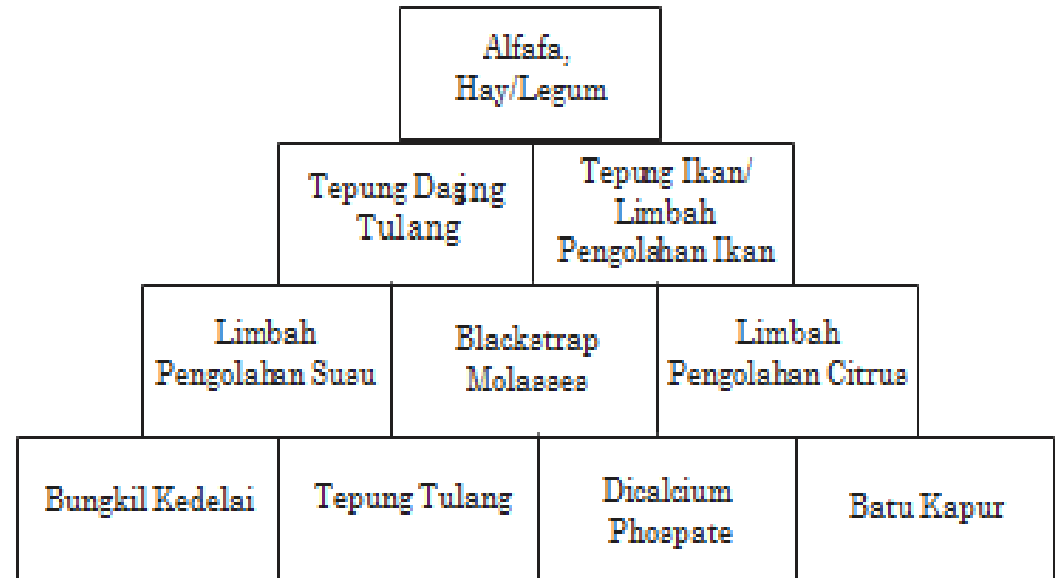 Alfafa,
Hay/Legum
Tepung Daging
Tulang
Tepung Ikan/
Limbah
Pengolahan Ikan
Limbah
Pengolahan Susu
Blackstrap
Molasses
Limbah
Pengolahan Citrus
Bungkil Kedelai
Tepung Tulang
Dicalcium
Phospate
Batu Kapur